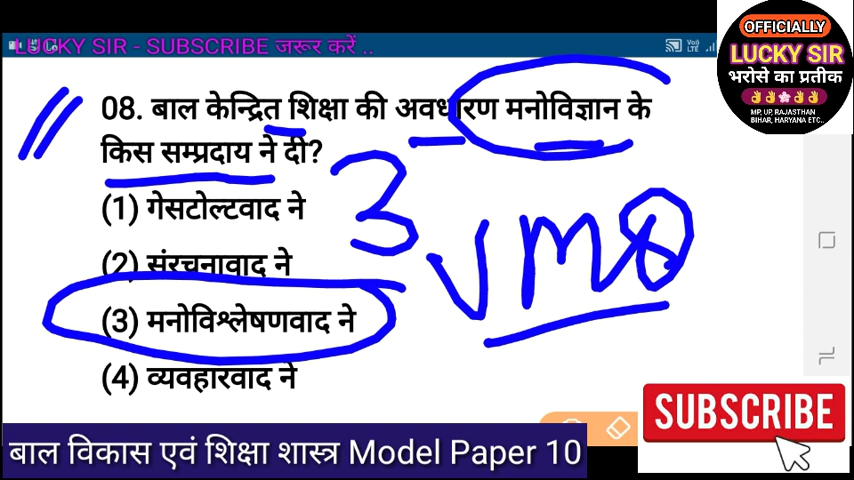 LUCKY SIR - SUBSCRIBE जरूर करें ..
OFFICIALLY
LUCKY SIR
भरोसे का प्रतीक
MP, UP, RAJASTHAN
BIHAR, HARYANA ETC..
08. बाल केन्द्रित शिक्षा की अवधारण मनोविज्ञान के
किस सम्प्रदाय ने दी?
(1) गेसटोल्टवाद ने
(2) संरचनावाद ने
(3) मनोविश्लेषणवाद ने
(4) व्यवहारवाद ने
3
SUBSCRIBE
बाल विकास एवं शिक्षा शास्त्र Model Paper 10